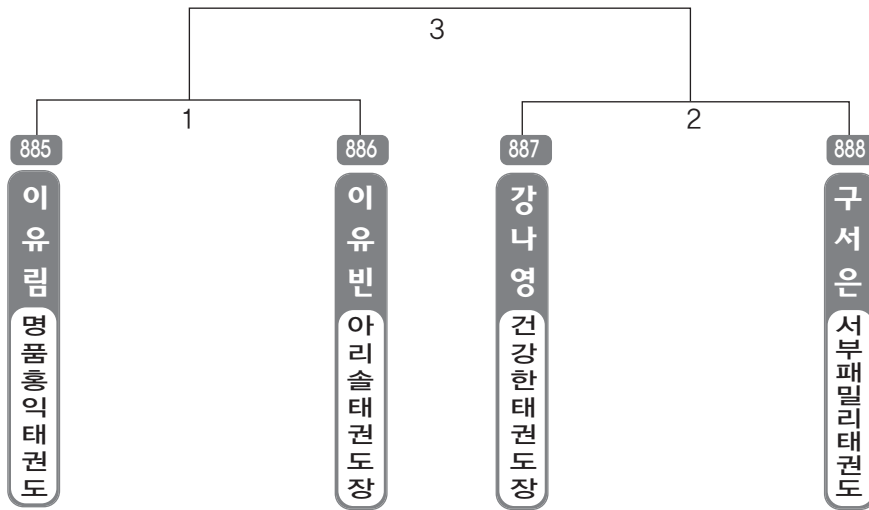 3
1
2
885
이유림
명품홍익태권도
886
이유빈
아리솔태권도장
887
강나영
건강한태권도장
888
구서은
서부패밀리태권도